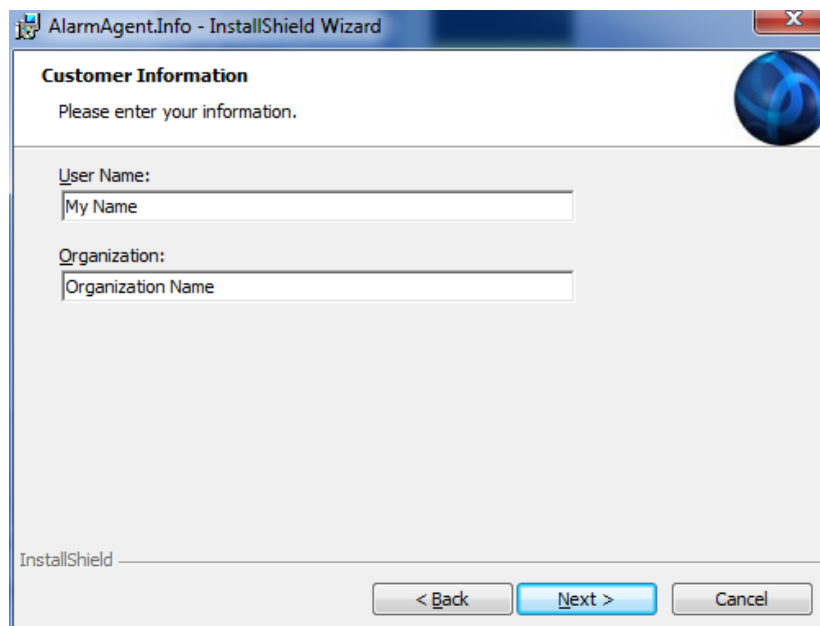 AlarmAgent.Info - InstallShield Wizard
Customer Information
Please enter your information.
User Name:
My Name
Organization:
Organization Name
InstallShield
< Back
Next >
Cancel